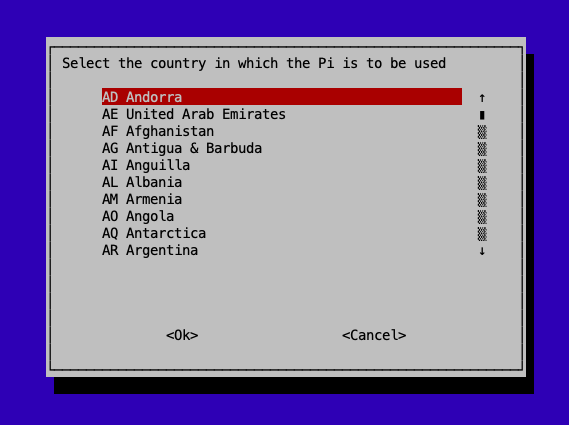 Select the country in which the Pi is to be used
AD Andorra
AE United Arab Emirates
AF Afghanistan
AG Antigua & Barbuda
AI Anguilla
AL Albania
AM Armenia
AO Angola
AQ Antarctica
AR Argentina
<Ok> <Cancel>